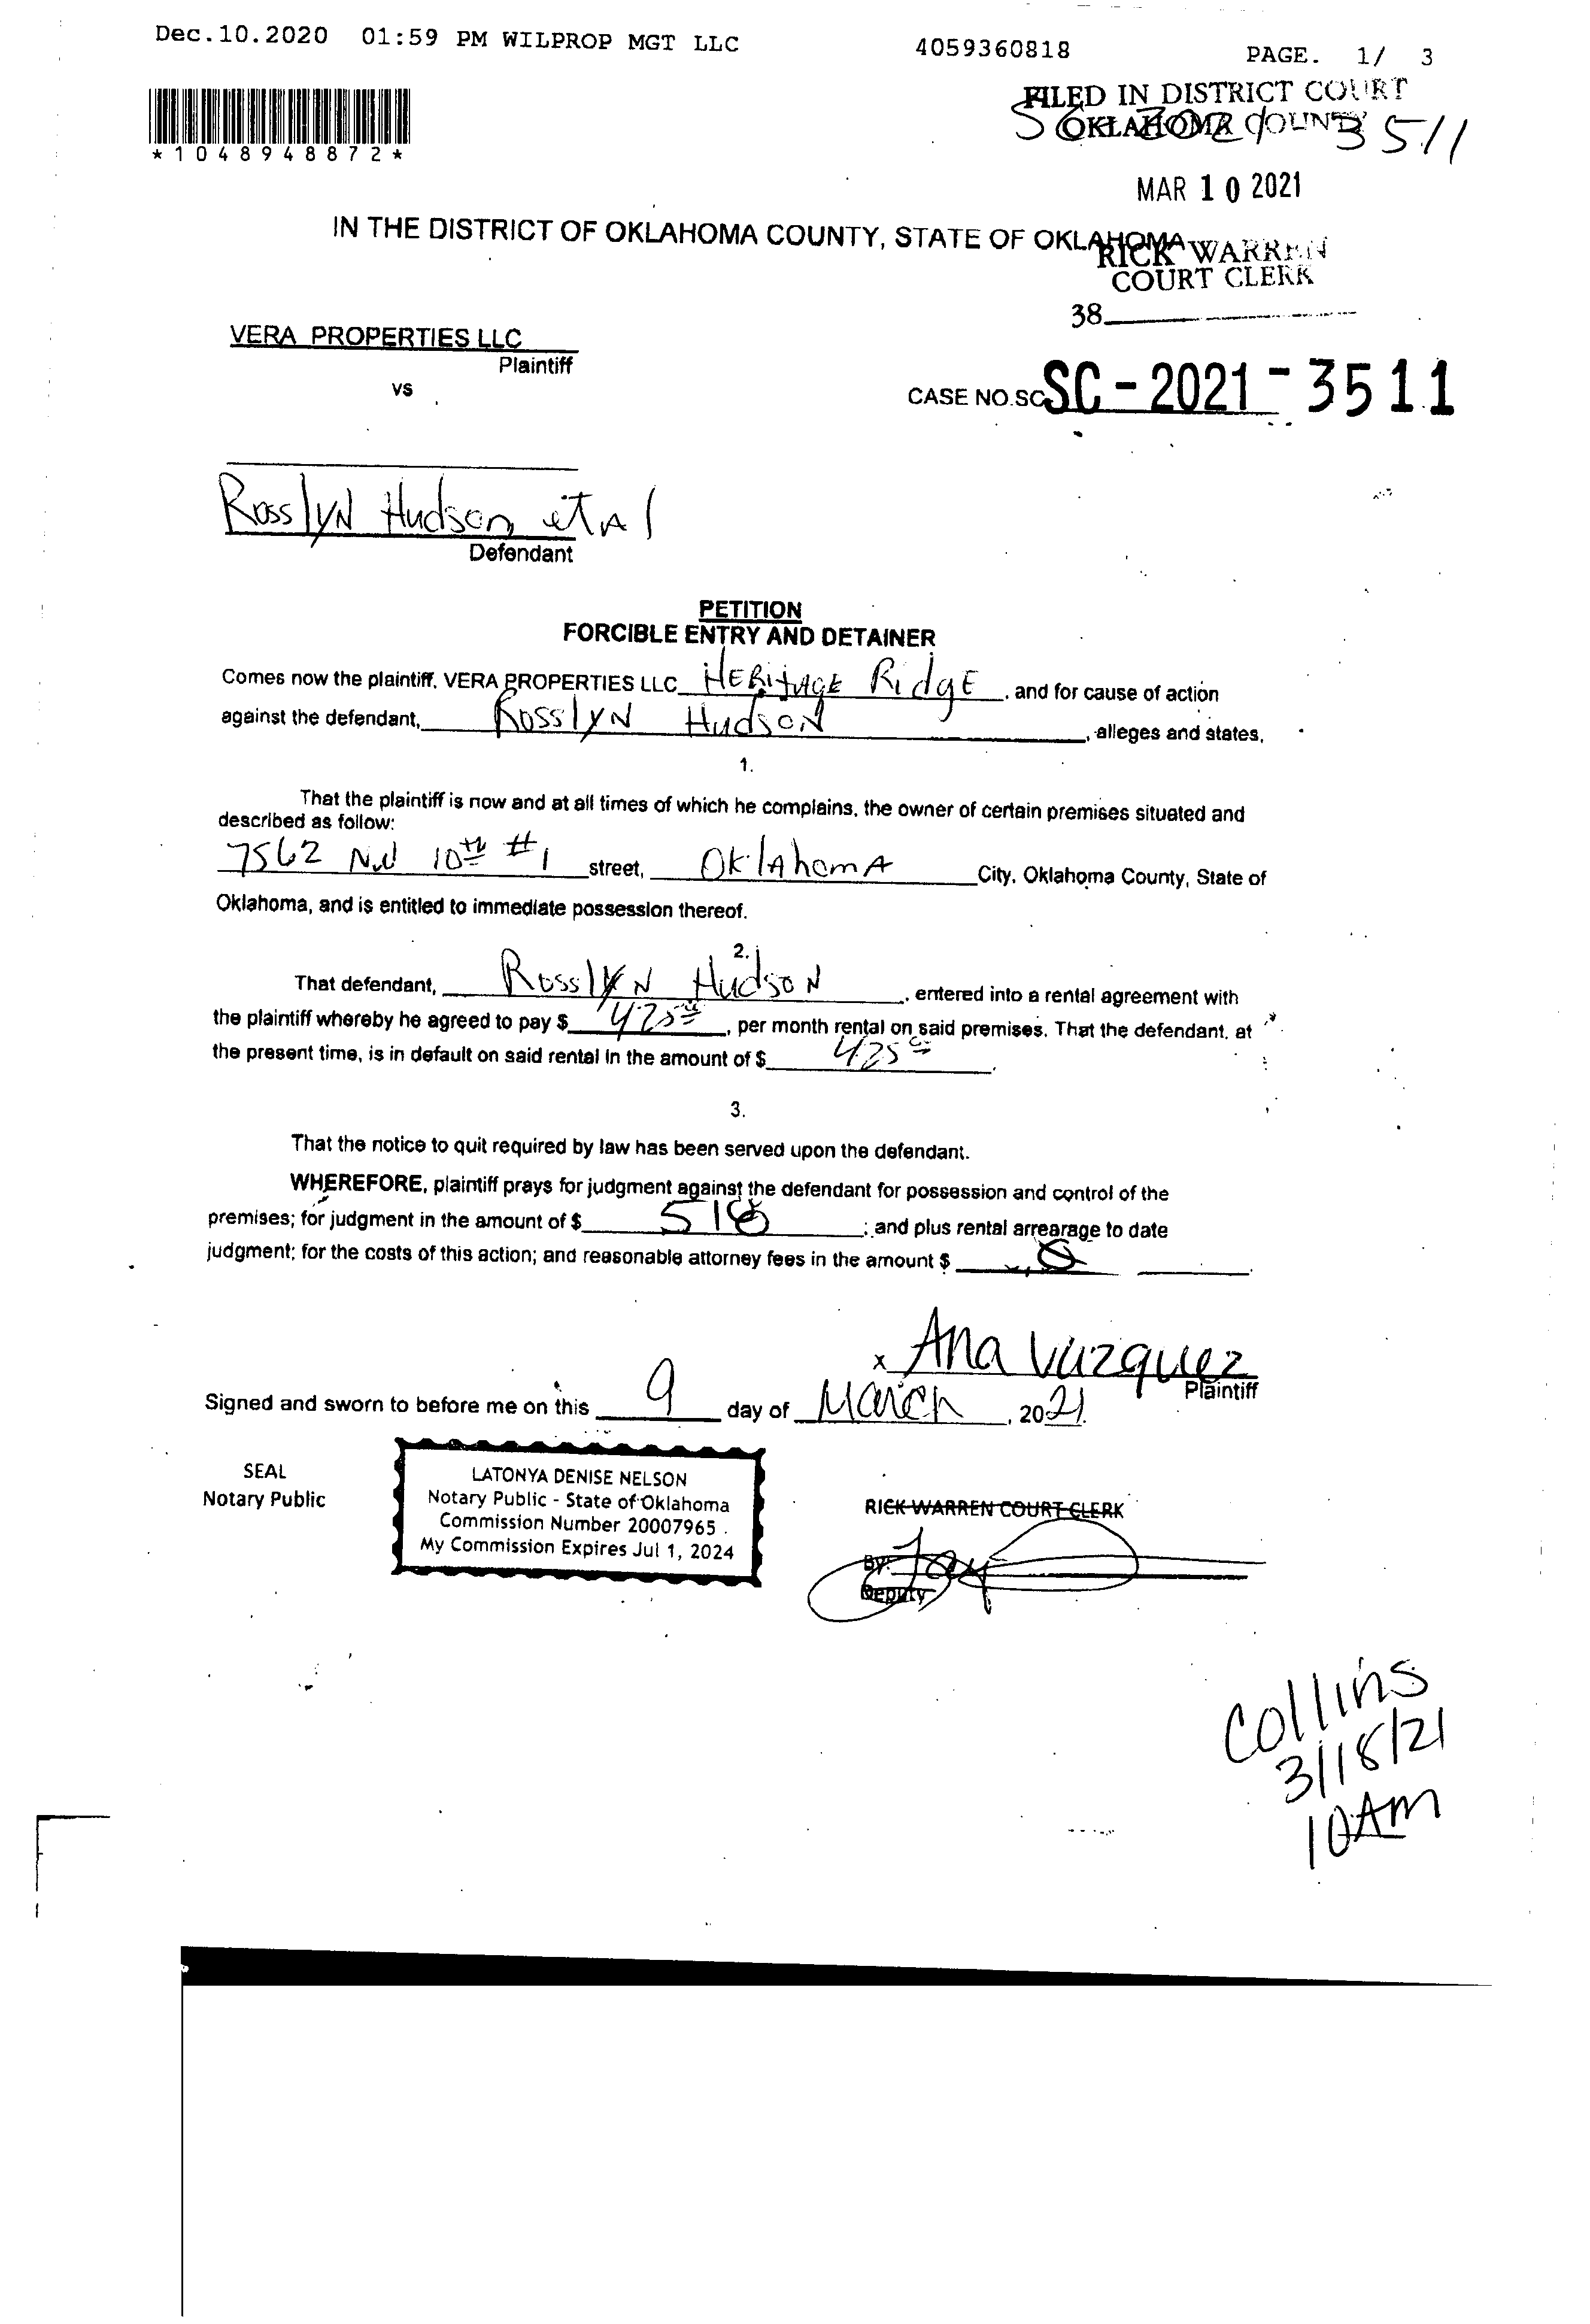 Dec.10.2020 01:59 PM WILPROP MGT LLC 4059360818 PAGE. 1/ 3
*1048948872*
FILED IN DISTRICT COURT
OKLAHOMA COUNTY
3511
MAR 10 2021
IN THE DISTRICT OF OKLAHOMA COUNTY, STATE OF OKLAHOMA
RICK WARREN
COURT CLERK
38
VERA PROPERTIES LLC
Plaintiff
vs
CASE NO.SC SC-2021-3511
Rosslyn Hudson, et Al
Defendant
PETITION
FORCIBLE ENTRY AND DETAINER
Comes now the plaintiff, VERA PROPERTIES LLC HERitAGE RidgE, and for cause of action
against the defendant, RosslyN HudsoN, alleges and states,
1.
That the plaintiff is now and at all times of which he complains, the owner of certain premises situated and
described as follow:
7562 NW 10th #1 street, OklAhomA City, Oklahoma County, State of
Oklahoma, and is entitled to immediate possession thereof.
2.
That defendant, RosslyN HudsoN, entered into a rental agreement with
the plaintiff whereby he agreed to pay $ 425, per month rental on said premises. That the defendant, at
the present time, is in default on said rental in the amount of $ 425.
3.
That the notice to quit required by law has been served upon the defendant.
WHEREFORE, plaintiff prays for judgment against the defendant for possession and control of the
premises; for judgment in the amount of $ ; and plus rental arrearage to date
judgment; for the costs of this action; and reasonable attorney fees in the amount $ 0
x Ana Vazquez
Plaintiff
Signed and sworn to before me on this 9 day of March, 2021.
SEAL
Notary Public
LATONYA DENISE NELSON
Notary Public - State of Oklahoma
Commission Number 20007965
My Commission Expires Jul 1, 2024
RICK WARREN COURT CLERK
By:
Deputy
Collins
3/18/21
10AM